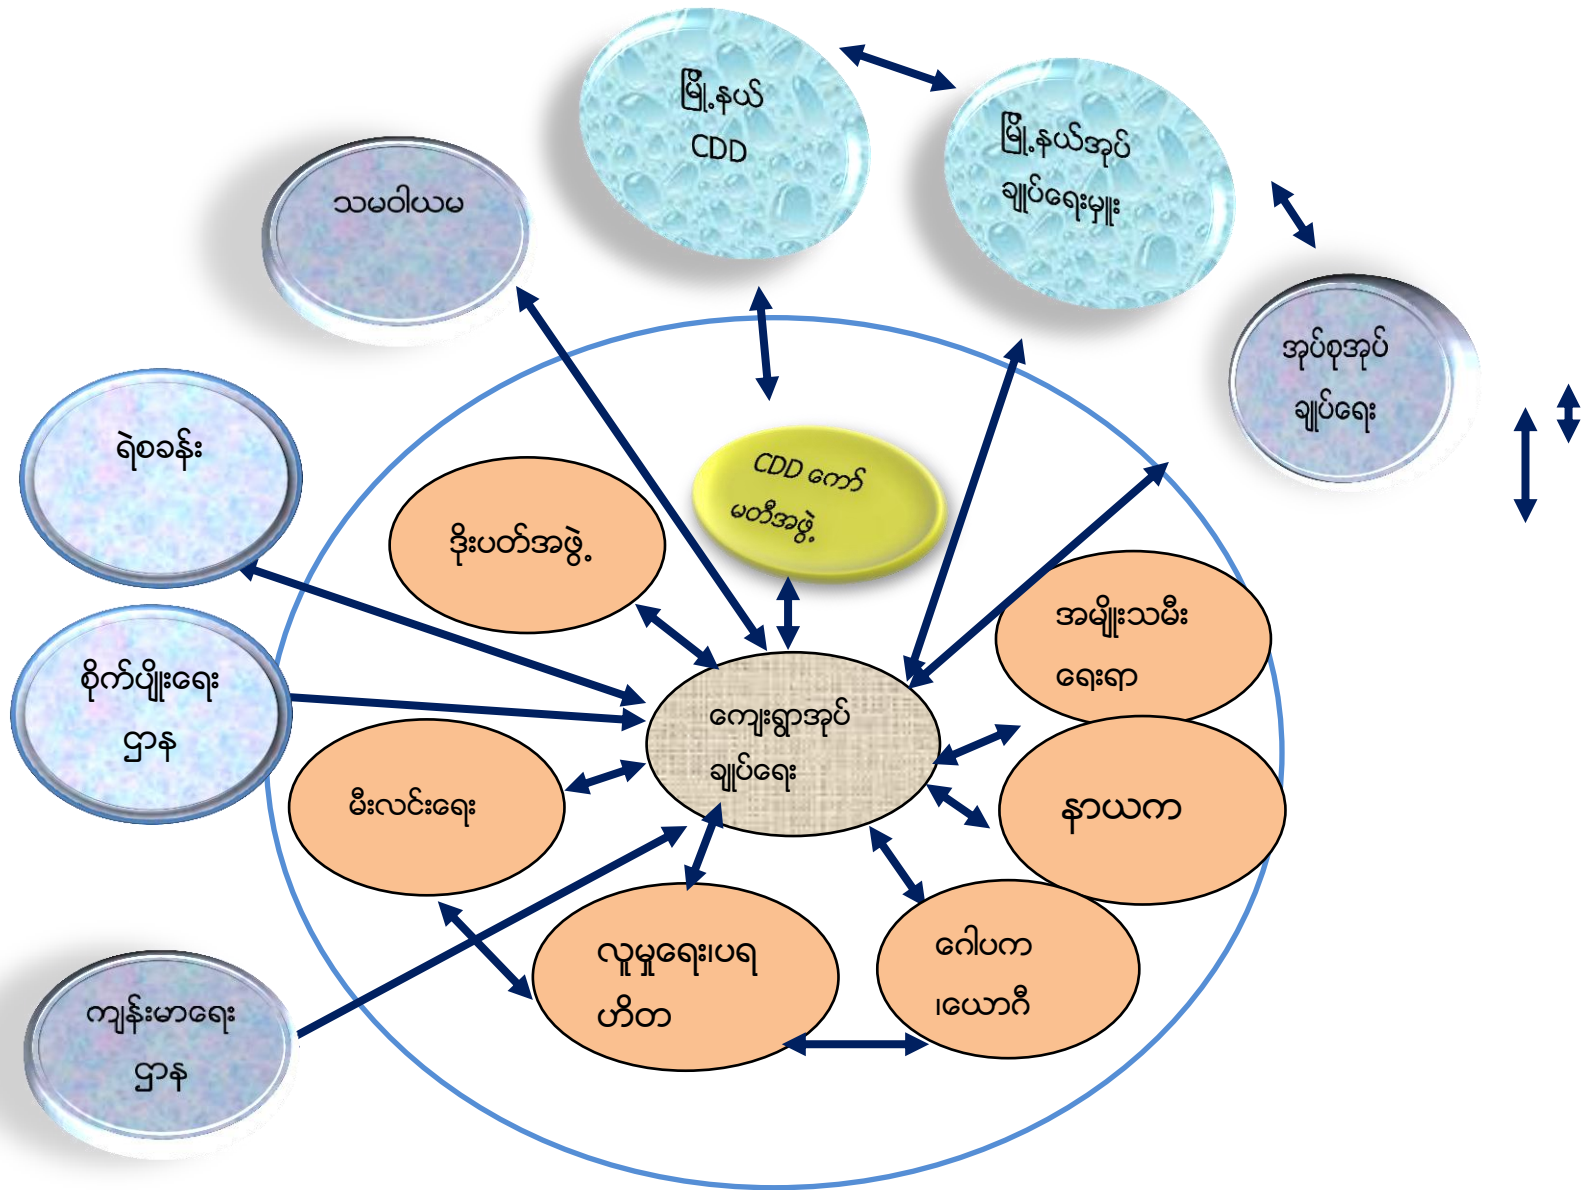 မြို့နယ်
CDD
မြို့နယ်အုပ်
ချုပ်ရေးမှူး
သမဝါယမ
အုပ်စုအုပ်
ချုပ်ရေး
ရဲစခန်း
CDD ကော်
မတီအဖွဲ့
ဒိုးပတ်အဖွဲ့
အမျိုးသမီး
ရေးရာ
စိုက်ပျိုးရေး
ဌာန
ကျေးရွာအုပ်
ချုပ်ရေး
မီးလင်းရေး
နာယက
လူမှုရေး၊ပရ
ဟိတ
ဂေါပက
၊ယောဂီ
ကျန်းမာရေး
ဌာန